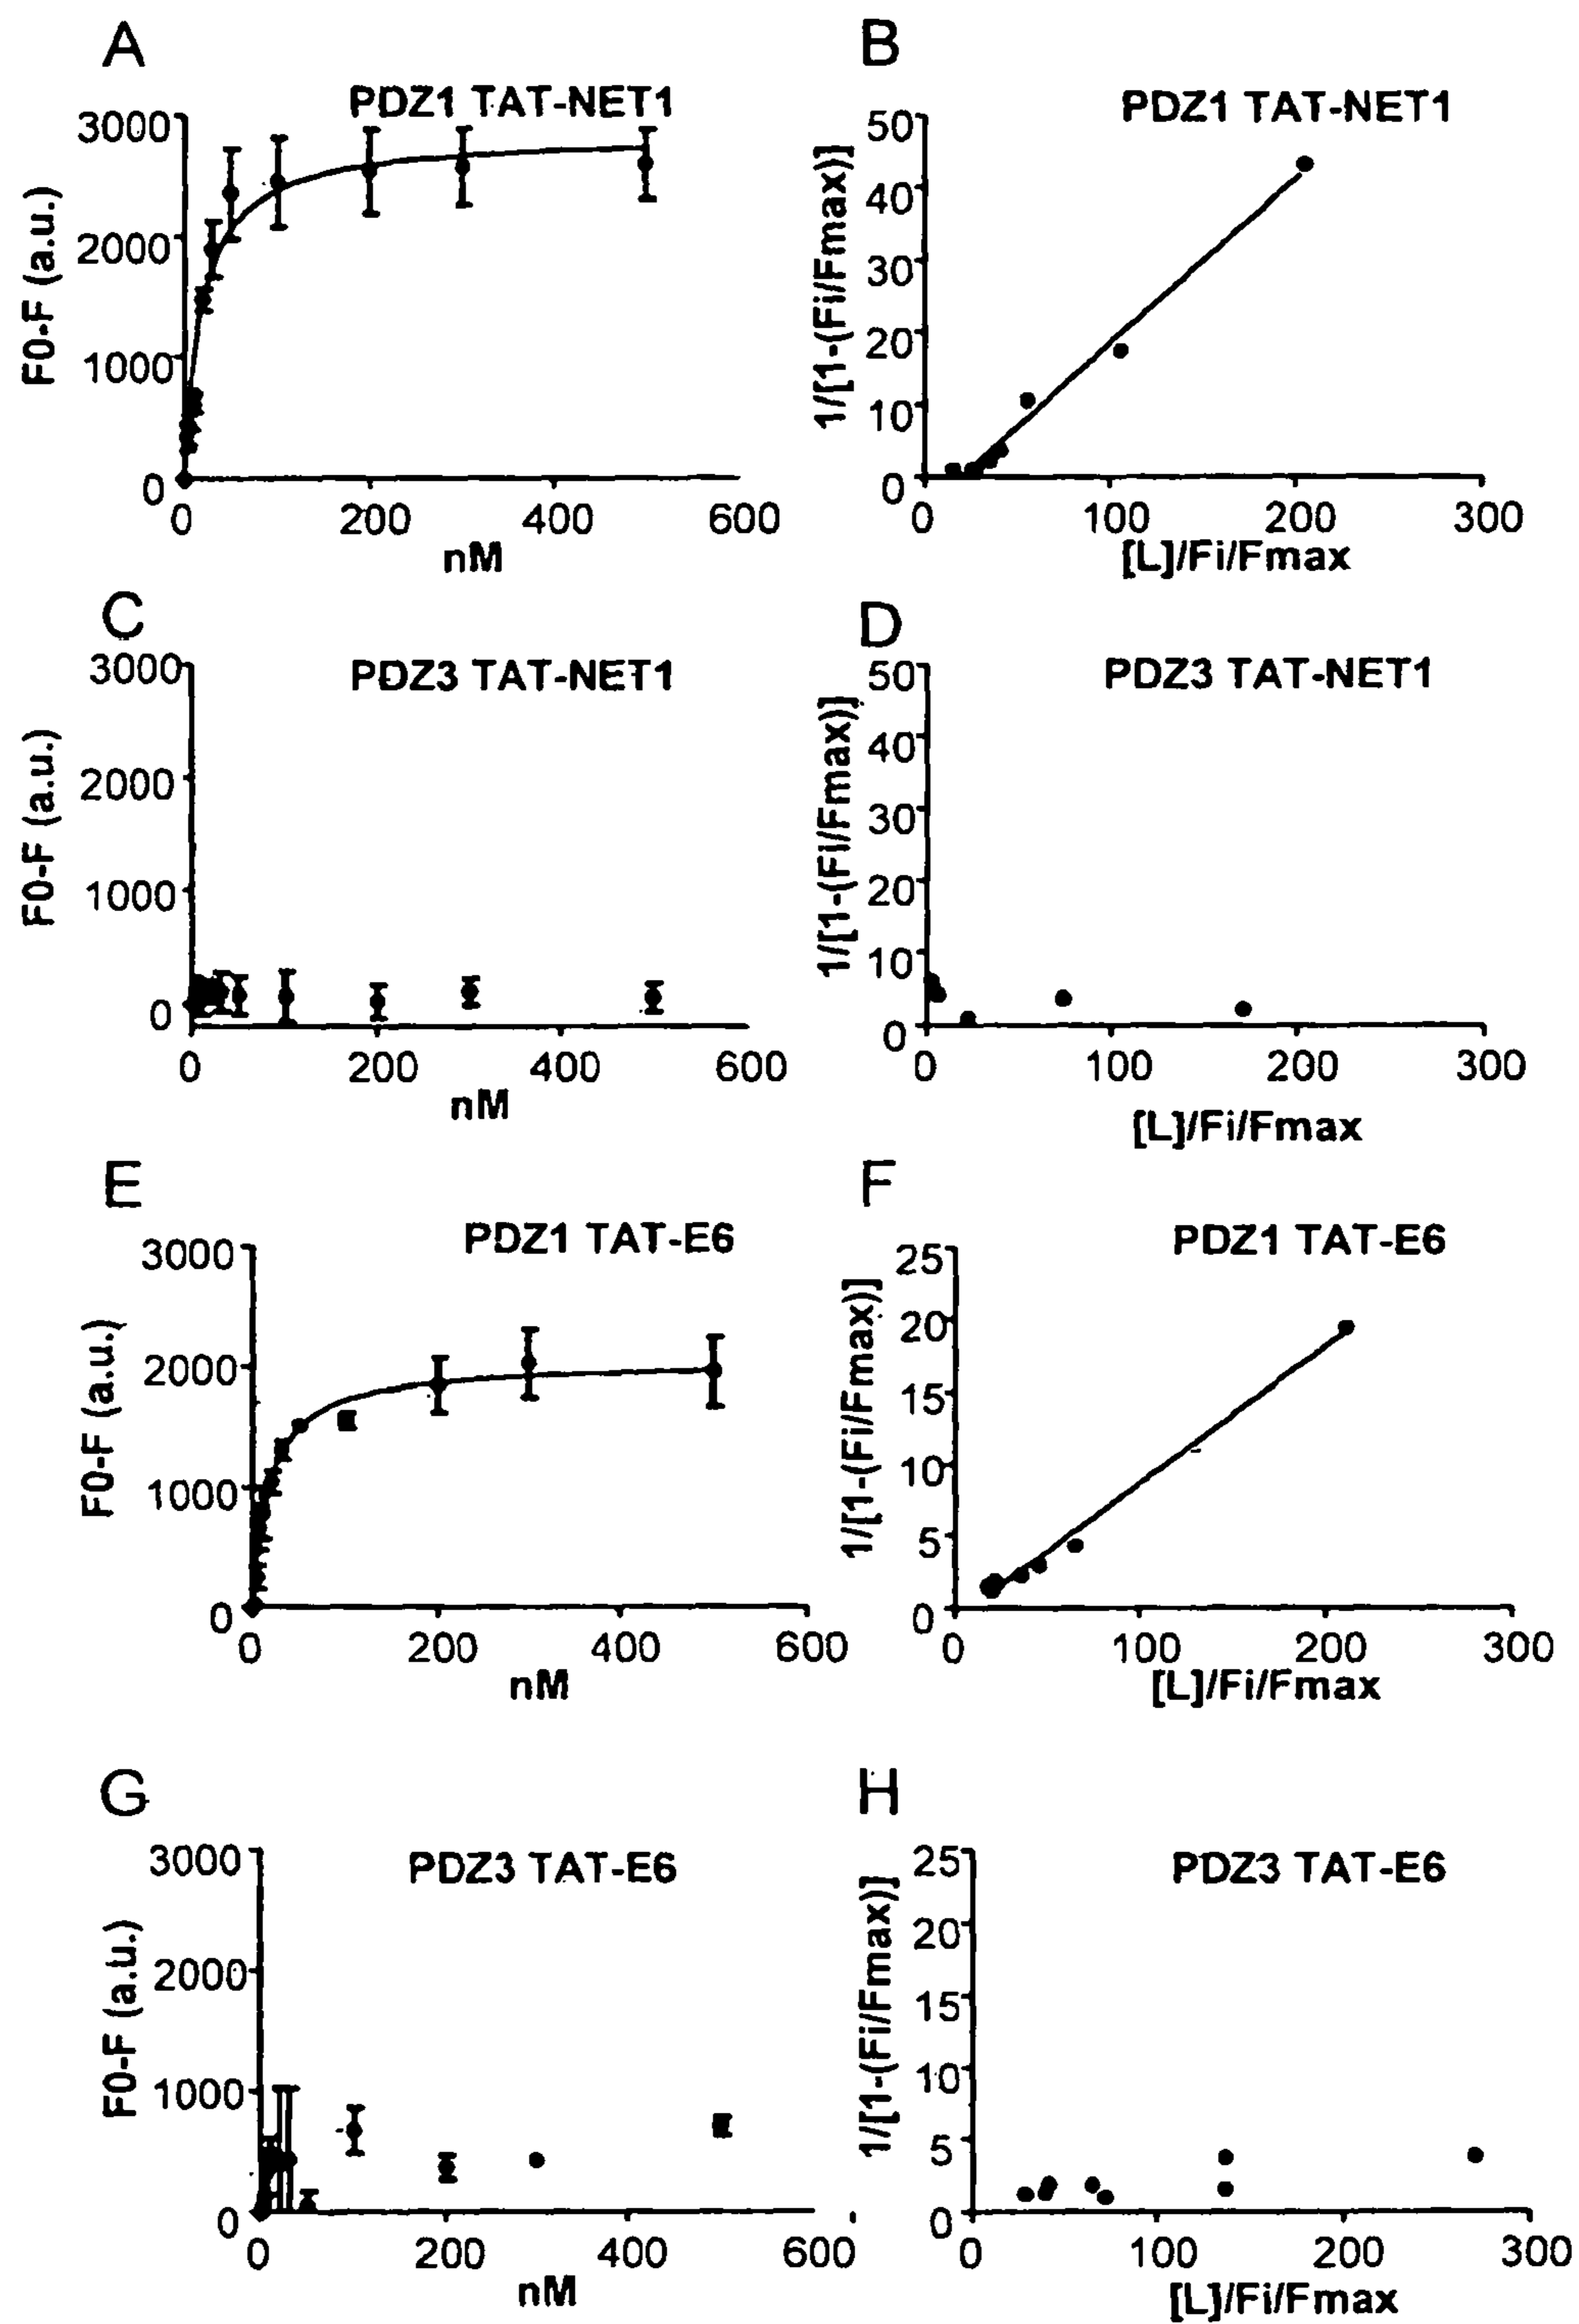 A
PDZ1 TAT-NET1
3000
2000
1000
0
F0-F (a.u.)
0 200 400 600
nM
B
PDZ1 TAT-NET1
50
40
30
20
10
0
1/[1-(Fi/Fmax)]
0 100 200 300
[L]/Fi/Fmax
C
PDZ3 TAT-NET1
3000
2000
1000
0
F0-F (a.u.)
0 200 400 600
nM
D
PDZ3 TAT-NET1
50
40
30
20
10
0
1/[1-(Fi/Fmax)]
0 100 200 300
[L]/Fi/Fmax
E
PDZ1 TAT-E6
3000
2000
1000
0
F0-F (a.u.)
0 200 400 600
nM
F
PDZ1 TAT-E6
25
20
15
10
5
0
1/[1-(Fi/Fmax)]
0 100 200 300
[L]/Fi/Fmax
G
PDZ3 TAT-E6
3000
2000
1000
0
F0-F (a.u.)
0 200 400 600
nM
H
PDZ3 TAT-E6
25
20
15
10
5
0
1/[1-(Fi/Fmax)]
0 100 200 300
[L]/Fi/Fmax